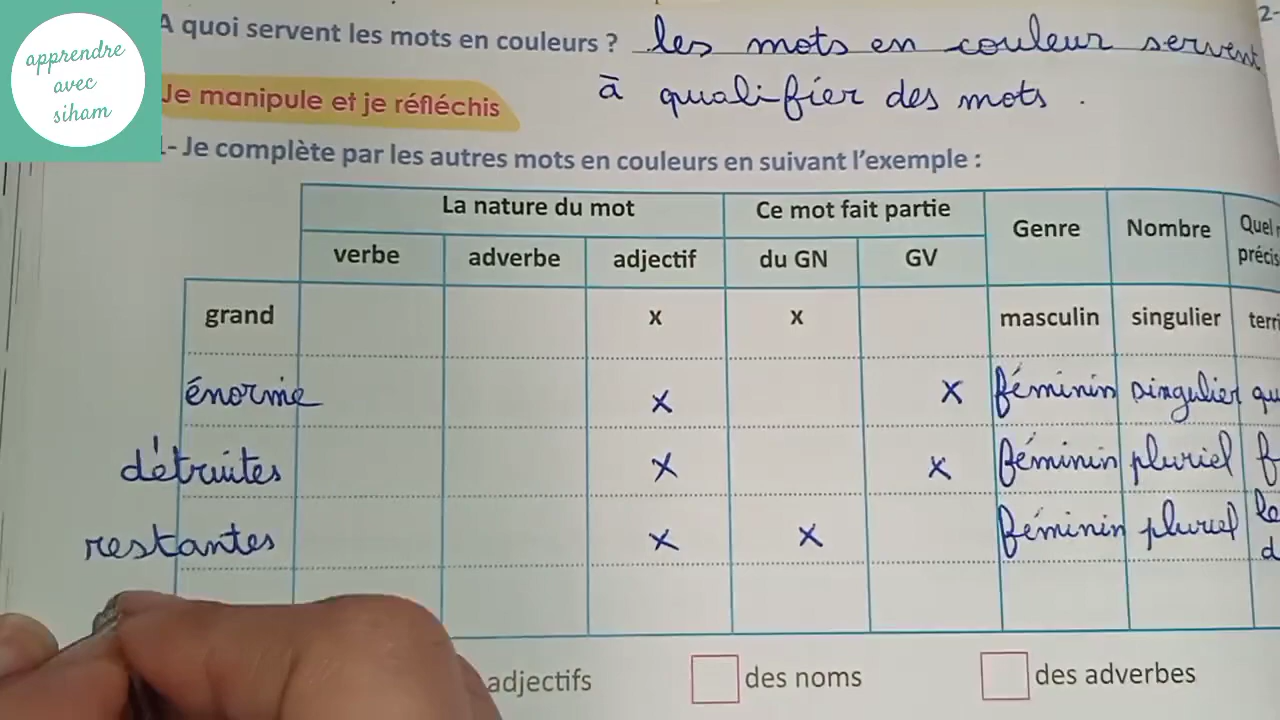 apprendre
avec
siham
A quoi servent les mots en couleurs ? les mots en couleur servent
à qualifier des mots .
Je manipule et je réfléchis
- Je complète par les autres mots en couleurs en suivant l'exemple :
La nature du mot Ce mot fait partie Genre Nombre Quel
verbe adverbe adjectif du GN GV
grand x x masculin singulier
énorme x x féminin singulier
détruites x x féminin pluriel
restantes x x féminin pluriel
adjectifs des noms des adverbes